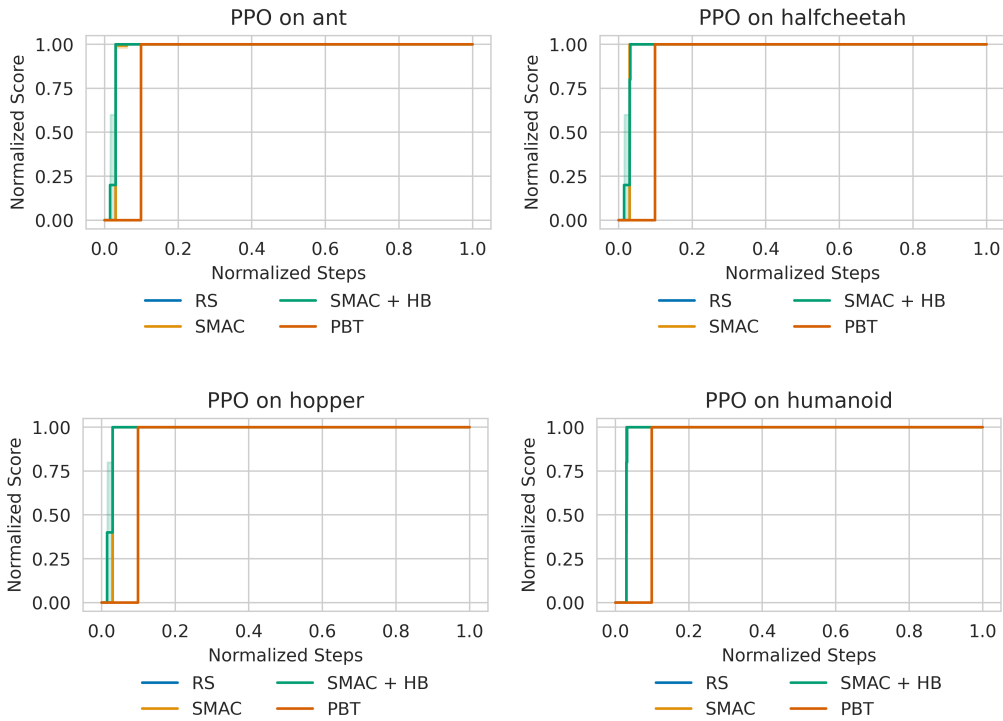 PPO on ant
Normalized Score
1.00
0.75
0.50
0.25
0.00
0.0 0.2 0.4 0.6 0.8 1.0
Normalized Steps
RS SMAC + HB
SMAC PBT
PPO on halfcheetah
Normalized Score
1.00
0.75
0.50
0.25
0.00
0.0 0.2 0.4 0.6 0.8 1.0
Normalized Steps
RS SMAC + HB
SMAC PBT
PPO on hopper
Normalized Score
1.00
0.75
0.50
0.25
0.00
0.0 0.2 0.4 0.6 0.8 1.0
Normalized Steps
RS SMAC + HB
SMAC PBT
PPO on humanoid
Normalized Score
1.00
0.75
0.50
0.25
0.00
0.0 0.2 0.4 0.6 0.8 1.0
Normalized Steps
RS SMAC + HB
SMAC PBT